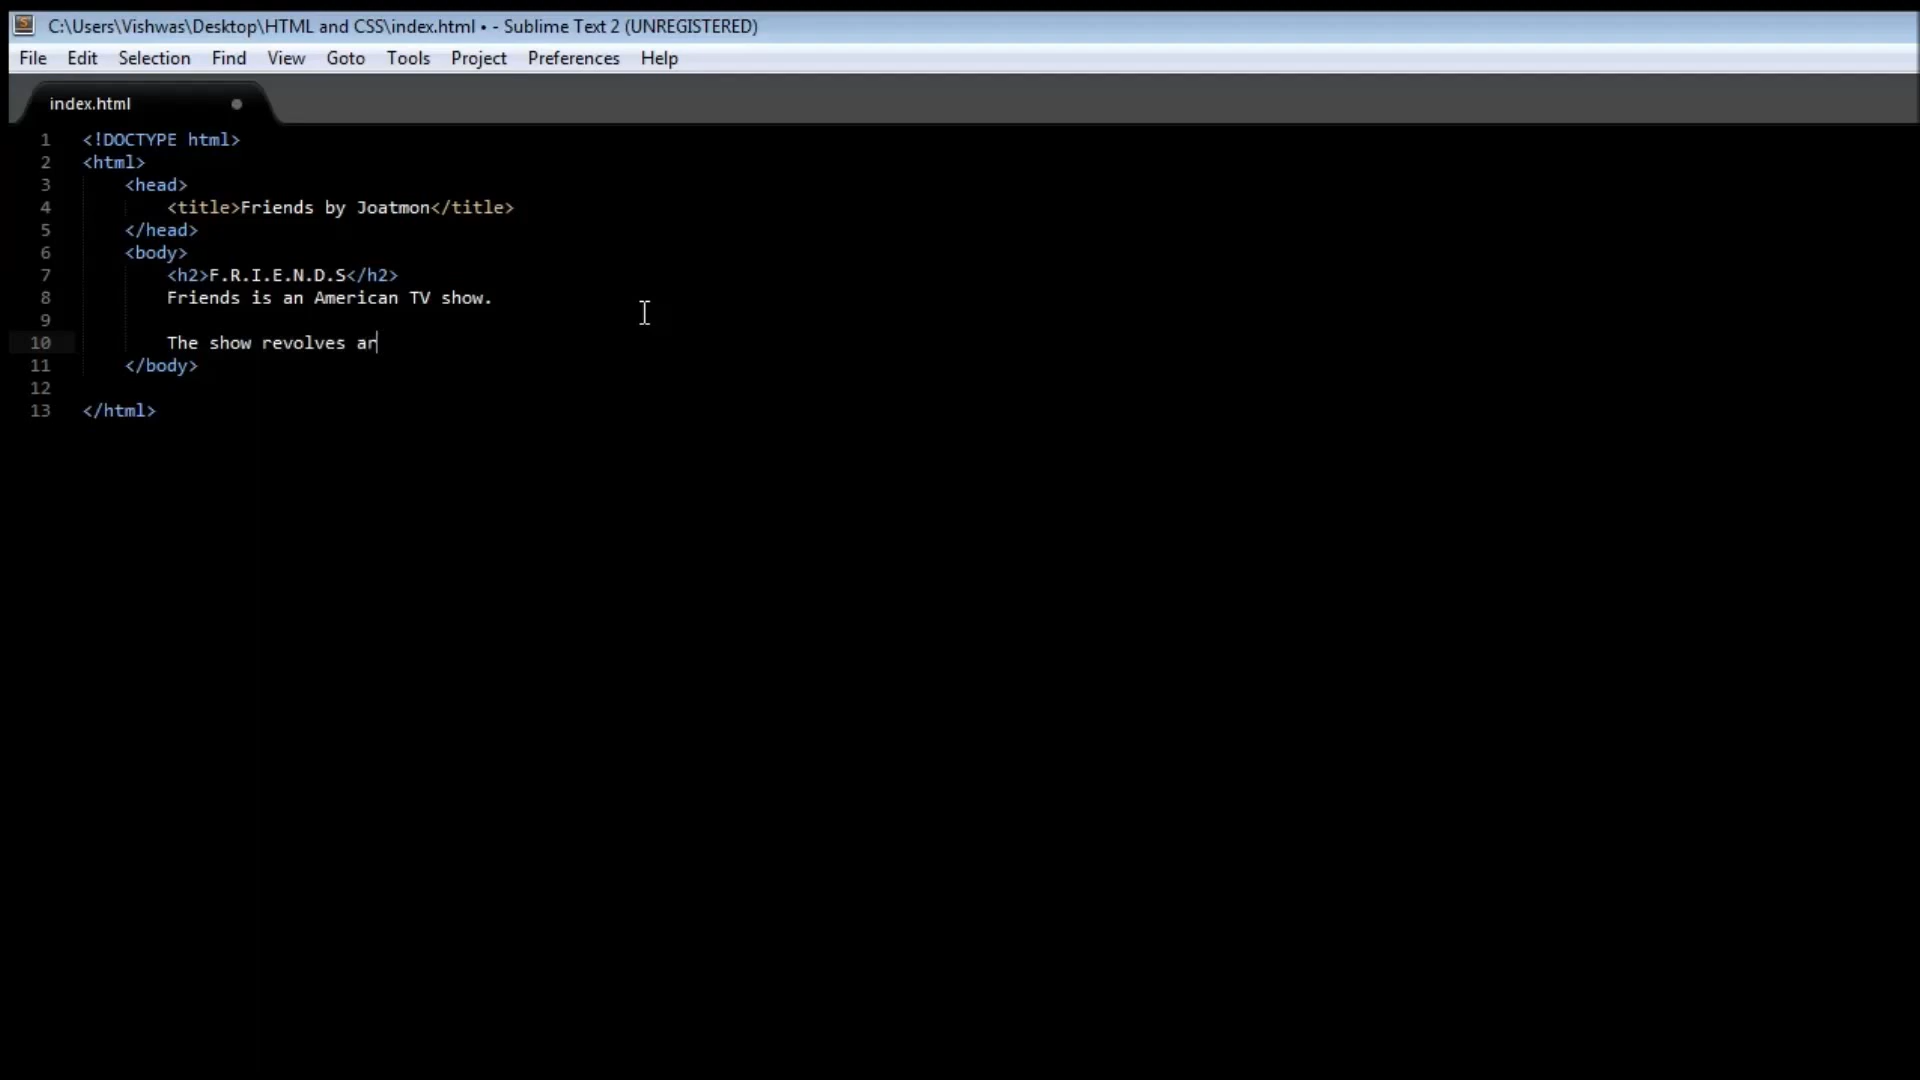 C:\Users\Vishwas\Desktop\HTML and CSS\index.html • - Sublime Text 2 (UNREGISTERED)
File Edit Selection Find View Goto Tools Project Preferences Help
index.html
1 <!DOCTYPE html>
2 <html>
3 <head>
4 <title>Friends by Joatmon</title>
5 </head>
6 <body>
7 <h2>F.R.I.E.N.D.S</h2>
8 Friends is an American TV show.
9
10 The show revolves ar
11 </body>
12
13 </html>